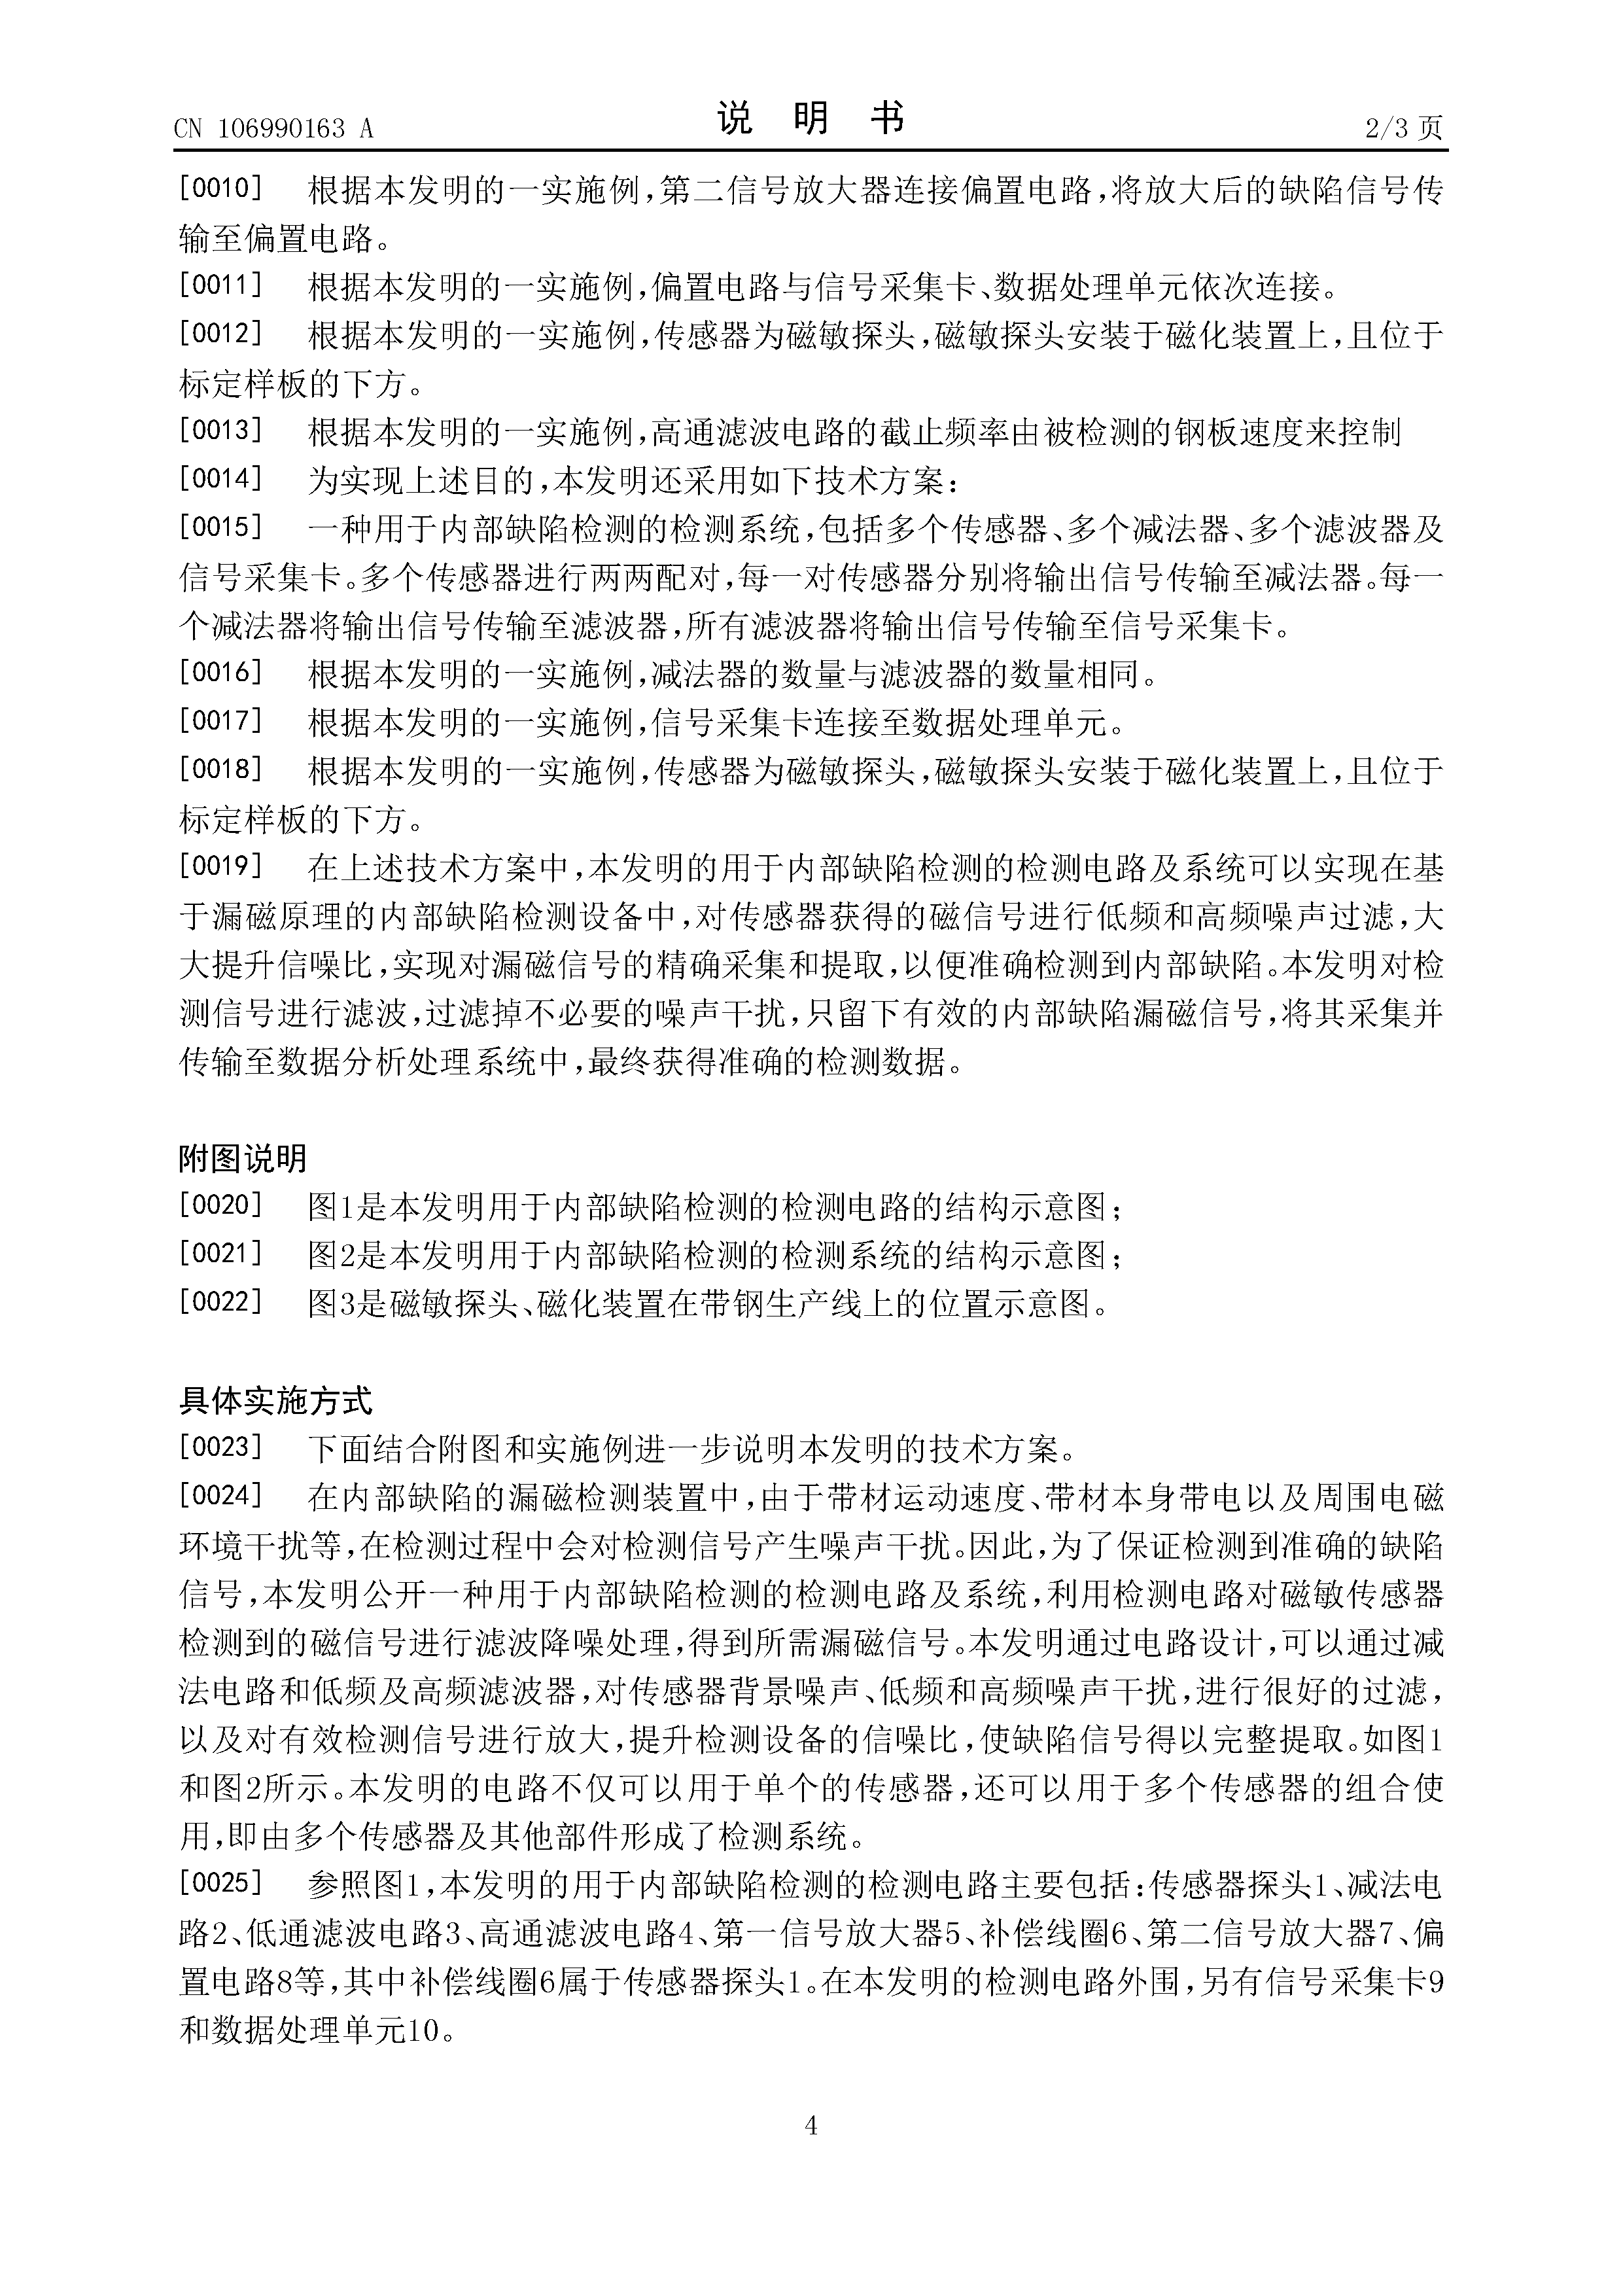 CN 106990163 A
说 明 书
2/3 页
[0010] 根据本发明的一实施例,第二信号放大器连接偏置电路,将放大后的缺陷信号传
输至偏置电路。
[0011] 根据本发明的一实施例,偏置电路与信号采集卡、数据处理单元依次连接。
[0012] 根据本发明的一实施例,传感器为磁敏探头,磁敏探头安装于磁化装置上,且位于
标定样板的下方。
[0013] 根据本发明的一实施例,高通滤波电路的截止频率由被检测的钢板速度来控制
[0014] 为实现上述目的,本发明还采用如下技术方案:
[0015] 一种用于内部缺陷检测的检测系统,包括多个传感器、多个减法器、多个滤波器及
信号采集卡。多个传感器进行两两配对,每一对传感器分别将输出信号传输至减法器。每一
个减法器将输出信号传输至滤波器,所有滤波器将输出信号传输至信号采集卡。
[0016] 根据本发明的一实施例,减法器的数量与滤波器的数量相同。
[0017] 根据本发明的一实施例,信号采集卡连接至数据处理单元。
[0018] 根据本发明的一实施例,传感器为磁敏探头,磁敏探头安装于磁化装置上,且位于
标定样板的下方。
[0019] 在上述技术方案中,本发明的用于内部缺陷检测的检测电路及系统可以实现在基
于漏磁原理的内部缺陷检测设备中,对传感器获得的磁信号进行低频和高频噪声过滤,大
大提升信噪比,实现对漏磁信号的精确采集和提取,以便准确检测到内部缺陷。本发明对检
测信号进行滤波,过滤掉不必要的噪声干扰,只留下有效的内部缺陷漏磁信号,将其采集并
传输至数据分析处理系统中,最终获得准确的检测数据。
附图说明
[0020] 图1是本发明用于内部缺陷检测的检测电路的结构示意图;
[0021] 图2是本发明用于内部缺陷检测的检测系统的结构示意图;
[0022] 图3是磁敏探头、磁化装置在带钢生产线上的位置示意图。
具体实施方式
[0023] 下面结合附图和实施例进一步说明本发明的技术方案。
[0024] 在内部缺陷的漏磁检测装置中,由于带材运动速度、带材本身带电以及周围电磁
环境干扰等,在检测过程中会对检测信号产生噪声干扰。因此,为了保证检测到准确的缺陷
信号,本发明公开一种用于内部缺陷检测的检测电路及系统,利用检测电路对磁敏传感器
检测到的磁信号进行滤波降噪处理,得到所需漏磁信号。本发明通过电路设计,可以通过减
法电路和低频及高频滤波器,对传感器背景噪声、低频和高频噪声干扰,进行很好的过滤,
以及对有效检测信号进行放大,提升检测设备的信噪比,使缺陷信号得以完整提取。如图1
和图2所示。本发明的电路不仅可以用于单个的传感器,还可以用于多个传感器的组合使
用,即由多个传感器及其他部件形成了检测系统。
[0025] 参照图1,本发明的用于内部缺陷检测的检测电路主要包括:传感器探头1、减法电
路2、低通滤波电路3、高通滤波电路4、第一信号放大器5、补偿线圈6、第二信号放大器7、偏
置电路8等,其中补偿线圈6属于传感器探头1。在本发明的检测电路外围,另有信号采集卡9
和数据处理单元10。
4